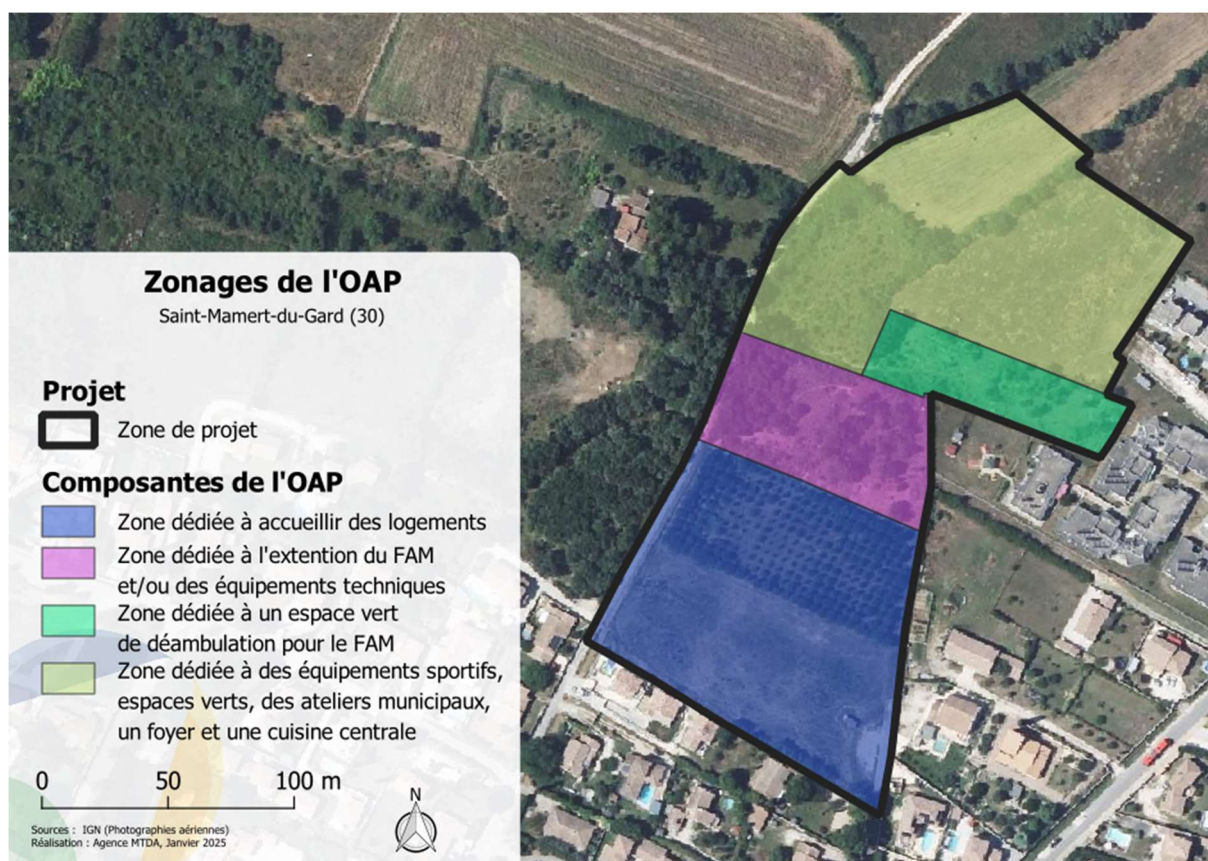 Zonages de l'OAP
Saint-Mamert-du-Gard (30)
Projet
Zone de projet
Composantes de l'OAP
Zone dédiée à accueillir des logements
Zone dédiée à l'extention du FAM
et/ou des équipements techniques
Zone dédiée à un espace vert
de déambulation pour le FAM
Zone dédiée à des équipements sportifs,
espaces verts, des ateliers municipaux,
un foyer et une cuisine centrale
0 50 100 m
N
Sources : IGN (Photographies aériennes)
Réalisation : Agence MTDA, Janvier 2025